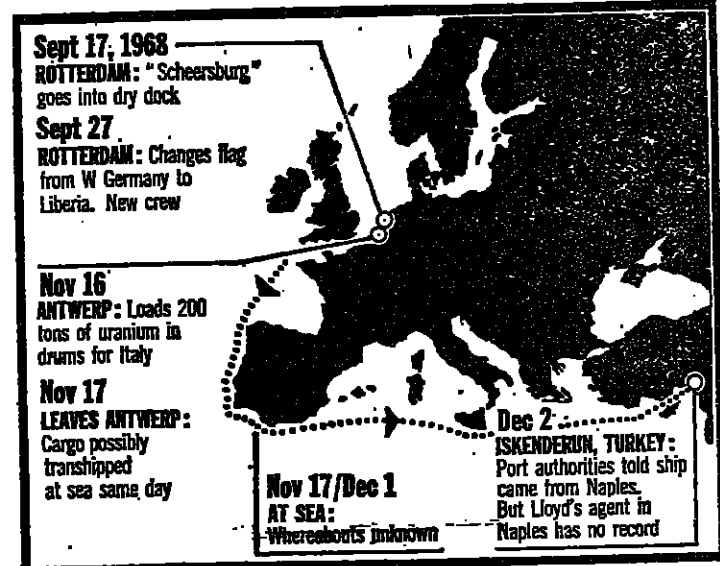 Sept 17, 1968
ROTTERDAM: "Scheersburg"
goes into dry dock
Sept 27
ROTTERDAM: Changes flag
from W Germany to
Liberia. New crew
Nov 16
ANTWERP: Loads 200
tons of uranium in
drums for Italy
Nov 17
LEAVES ANTWERP:
Cargo possibly
transhipped
at sea same day
Nov 17/Dec 1
AT SEA:
Whereabouts unknown
Dec 2
ISKENDERUN, TURKEY:
Port authorities told ship
came from Naples.
But Lloyd's agent in
Naples has no record